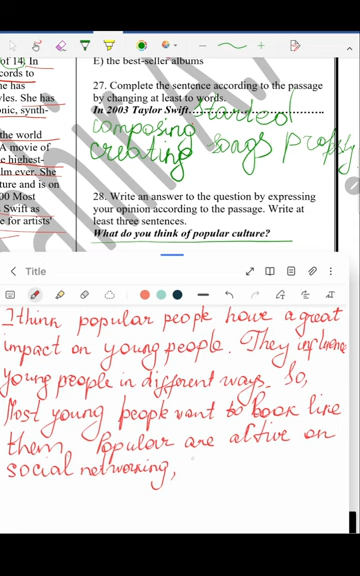 of 14. In
E) the best-seller albums
cords to
he has
27. Complete the sentence according to the passage
yles. She has
by changing at least to words.
onic, synth-
In 2003 Taylor Swift started
composing
the world
creating songs
A movie of
highest-
lm ever. She
ture and is on
00 Most
28. Write an answer to the question by expressing
Swift as
your opinion according to the passage. Write at
e for artists'
least three sentences.
What do you think of popular culture?
Title
I think popular people have a great
impact on young people. They influence
young people in different ways. So,
Most young people want to look like
them. Popular are active on
social networking,